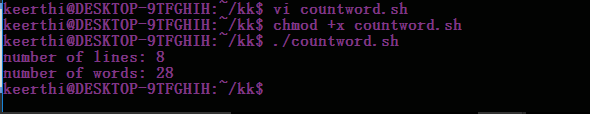 keerthi@DESKTOP-9TFGHIH:~/kk$ vi countword.sh
keerthi@DESKTOP-9TFGHIH:~/kk$ chmod +x countword.sh
keerthi@DESKTOP-9TFGHIH:~/kk$ ./countword.sh
number of lines: 8
number of words: 28
keerthi@DESKTOP-9TFGHIH:~/kk$